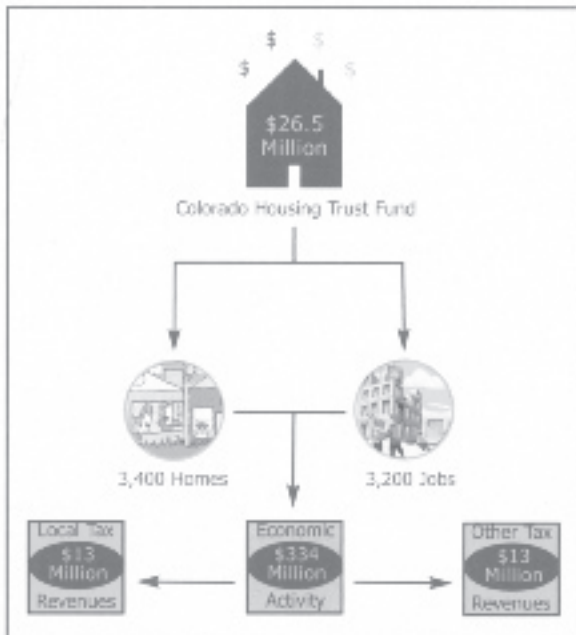 $ $ $ $
$26.5
Million
Colorado Housing Trust Fund
3,400 Homes
3,200 Jobs
Local Tax
$13
Million
Revenues
Economic
$334
Million
Activity
Other Tax
$13
Million
Revenues